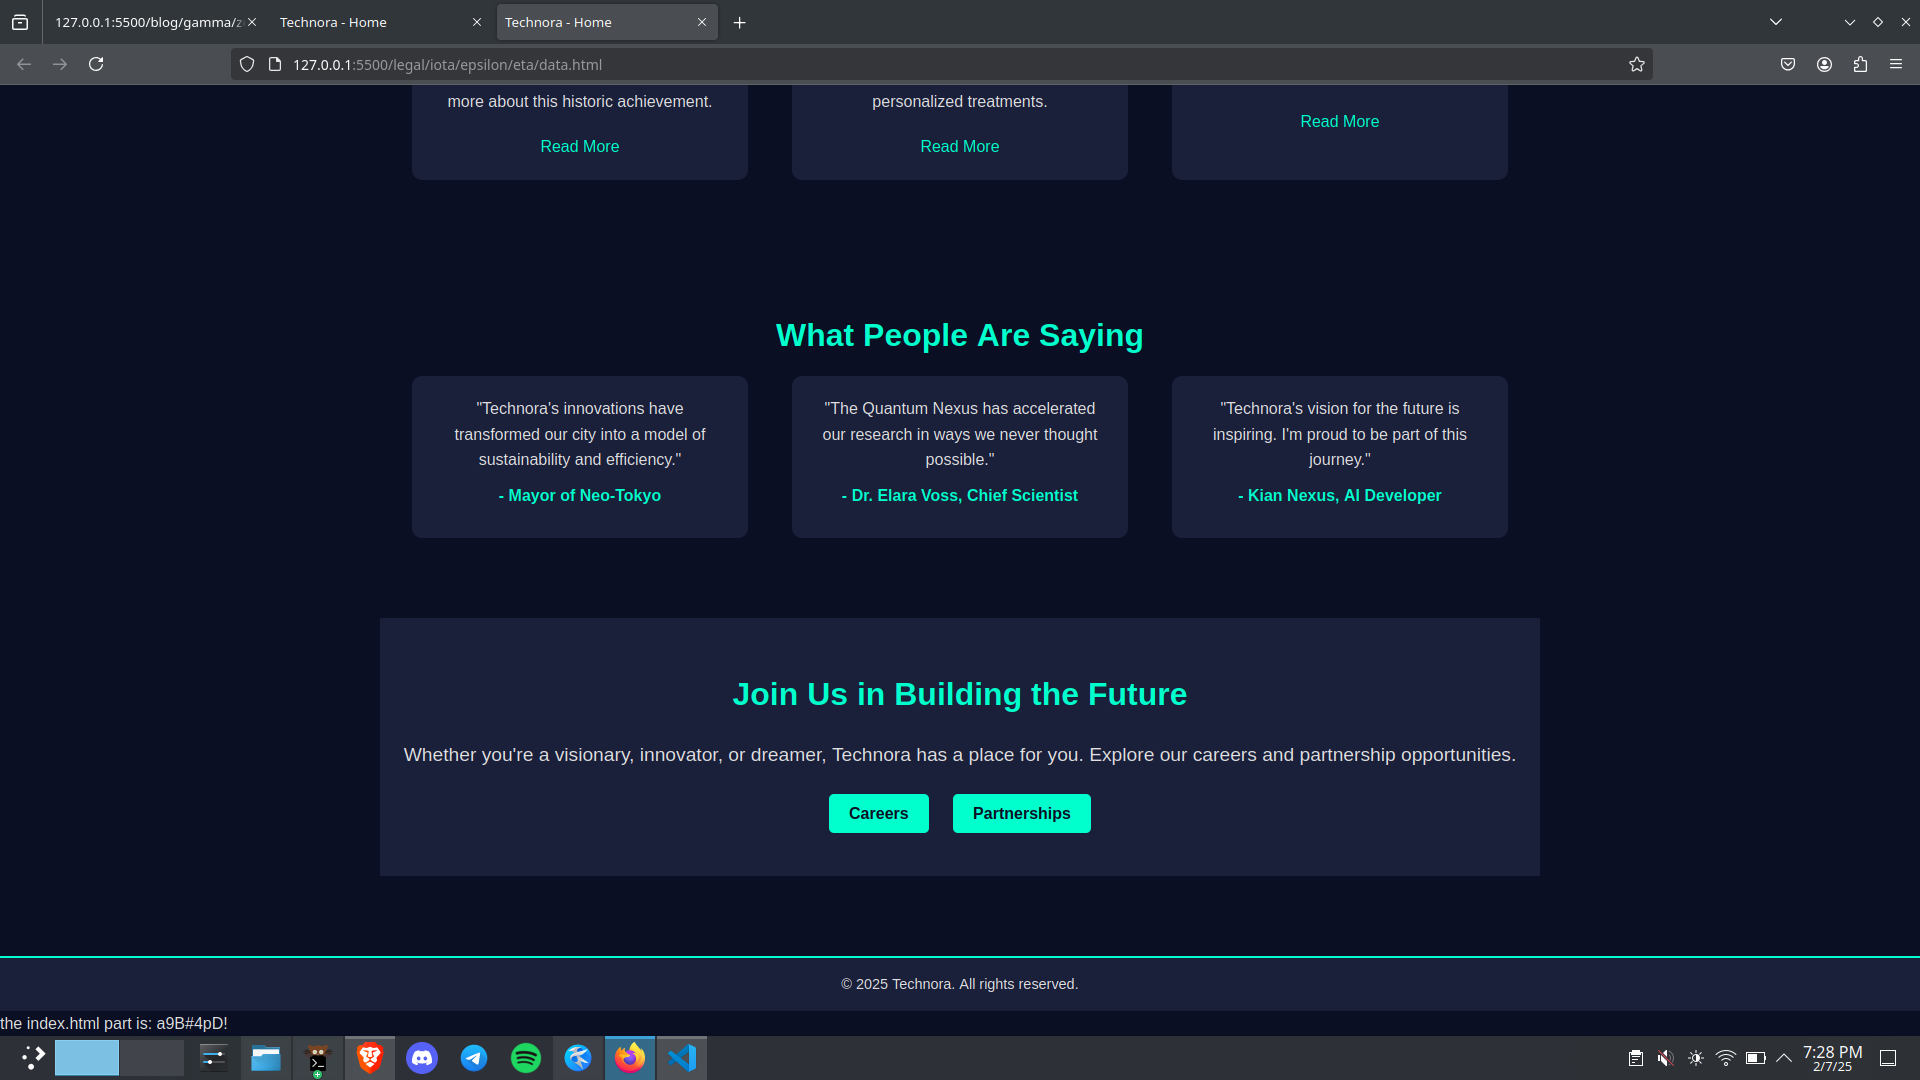 127.0.0.1:5500/blog/gamma/z
Technora - Home
Technora - Home
127.0.0.1:5500/legal/iota/epsilon/eta/data.html
more about this historic achievement.
Read More
personalized treatments.
Read More
Read More
What People Are Saying
"Technora's innovations have
transformed our city into a model of
sustainability and efficiency."
- Mayor of Neo-Tokyo
"The Quantum Nexus has accelerated
our research in ways we never thought
possible."
- Dr. Elara Voss, Chief Scientist
"Technora's vision for the future is
inspiring. I'm proud to be part of this
journey."
- Kian Nexus, AI Developer
Join Us in Building the Future
Whether you're a visionary, innovator, or dreamer, Technora has a place for you. Explore our careers and partnership opportunities.
Careers
Partnerships
© 2025 Technora. All rights reserved.
the index.html part is: a9B#4pD!
7:28 PM
2/7/25